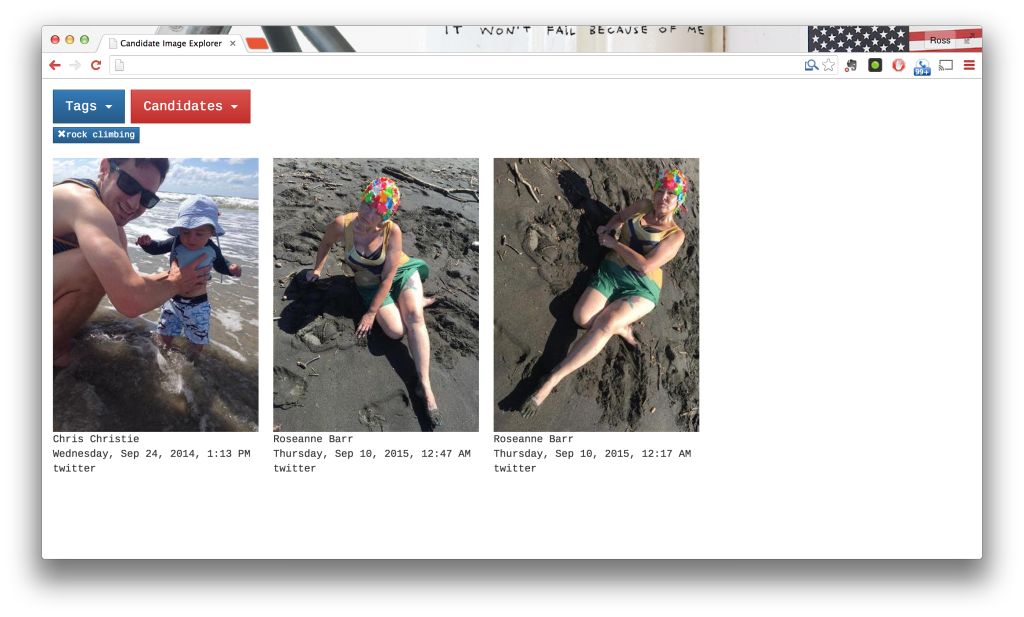 IT WON'T FAIL BECAUSE OF ME
Candidate Image Explorer
Ross
99+
Tags
Candidates
rock climbing
Chris Christie
Wednesday, Sep 24, 2014, 1:13 PM
twitter
Roseanne Barr
Thursday, Sep 10, 2015, 12:47 AM
twitter
Roseanne Barr
Thursday, Sep 10, 2015, 12:17 AM
twitter